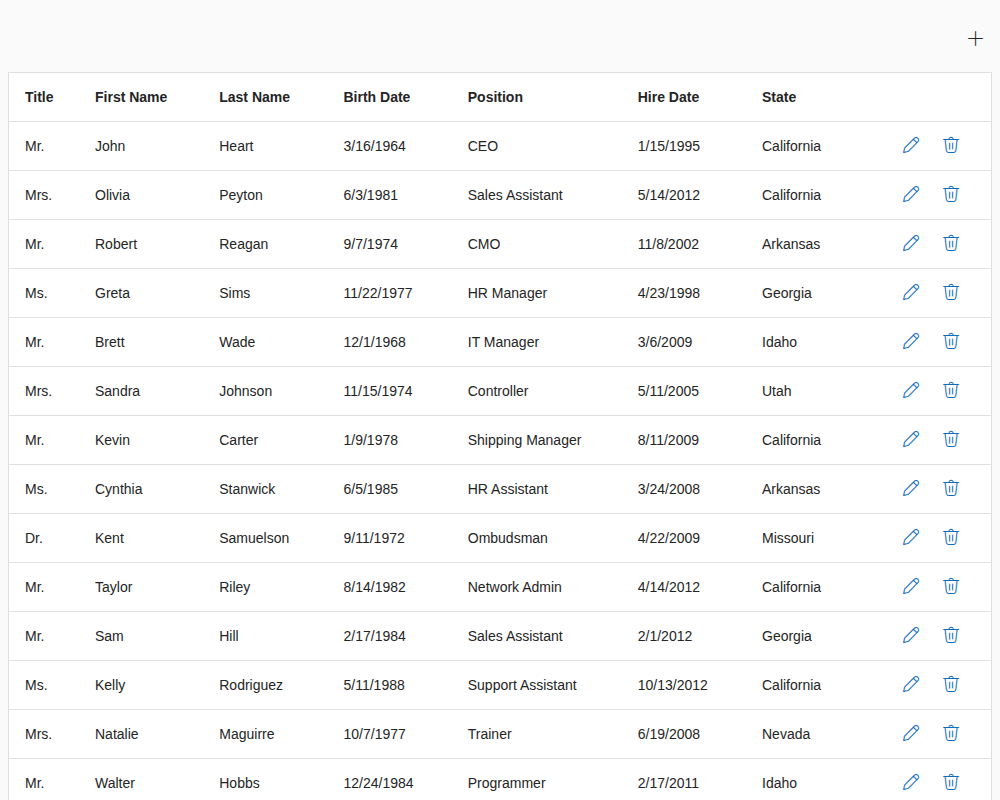 Title First Name Last Name Birth Date Position Hire Date State
Mr. John Heart 3/16/1964 CEO 1/15/1995 California
Mrs. Olivia Peyton 6/3/1981 Sales Assistant 5/14/2012 California
Mr. Robert Reagan 9/7/1974 CMO 11/8/2002 Arkansas
Ms. Greta Sims 11/22/1977 HR Manager 4/23/1998 Georgia
Mr. Brett Wade 12/1/1968 IT Manager 3/6/2009 Idaho
Mrs. Sandra Johnson 11/15/1974 Controller 5/11/2005 Utah
Mr. Kevin Carter 1/9/1978 Shipping Manager 8/11/2009 California
Ms. Cynthia Stanwick 6/5/1985 HR Assistant 3/24/2008 Arkansas
Dr. Kent Samuelson 9/11/1972 Ombudsman 4/22/2009 Missouri
Mr. Taylor Riley 8/14/1982 Network Admin 4/14/2012 California
Mr. Sam Hill 2/17/1984 Sales Assistant 2/1/2012 Georgia
Ms. Kelly Rodriguez 5/11/1988 Support Assistant 10/13/2012 California
Mrs. Natalie Maguirre 10/7/1977 Trainer 6/19/2008 Nevada
Mr. Walter Hobbs 12/24/1984 Programmer 2/17/2011 Idaho